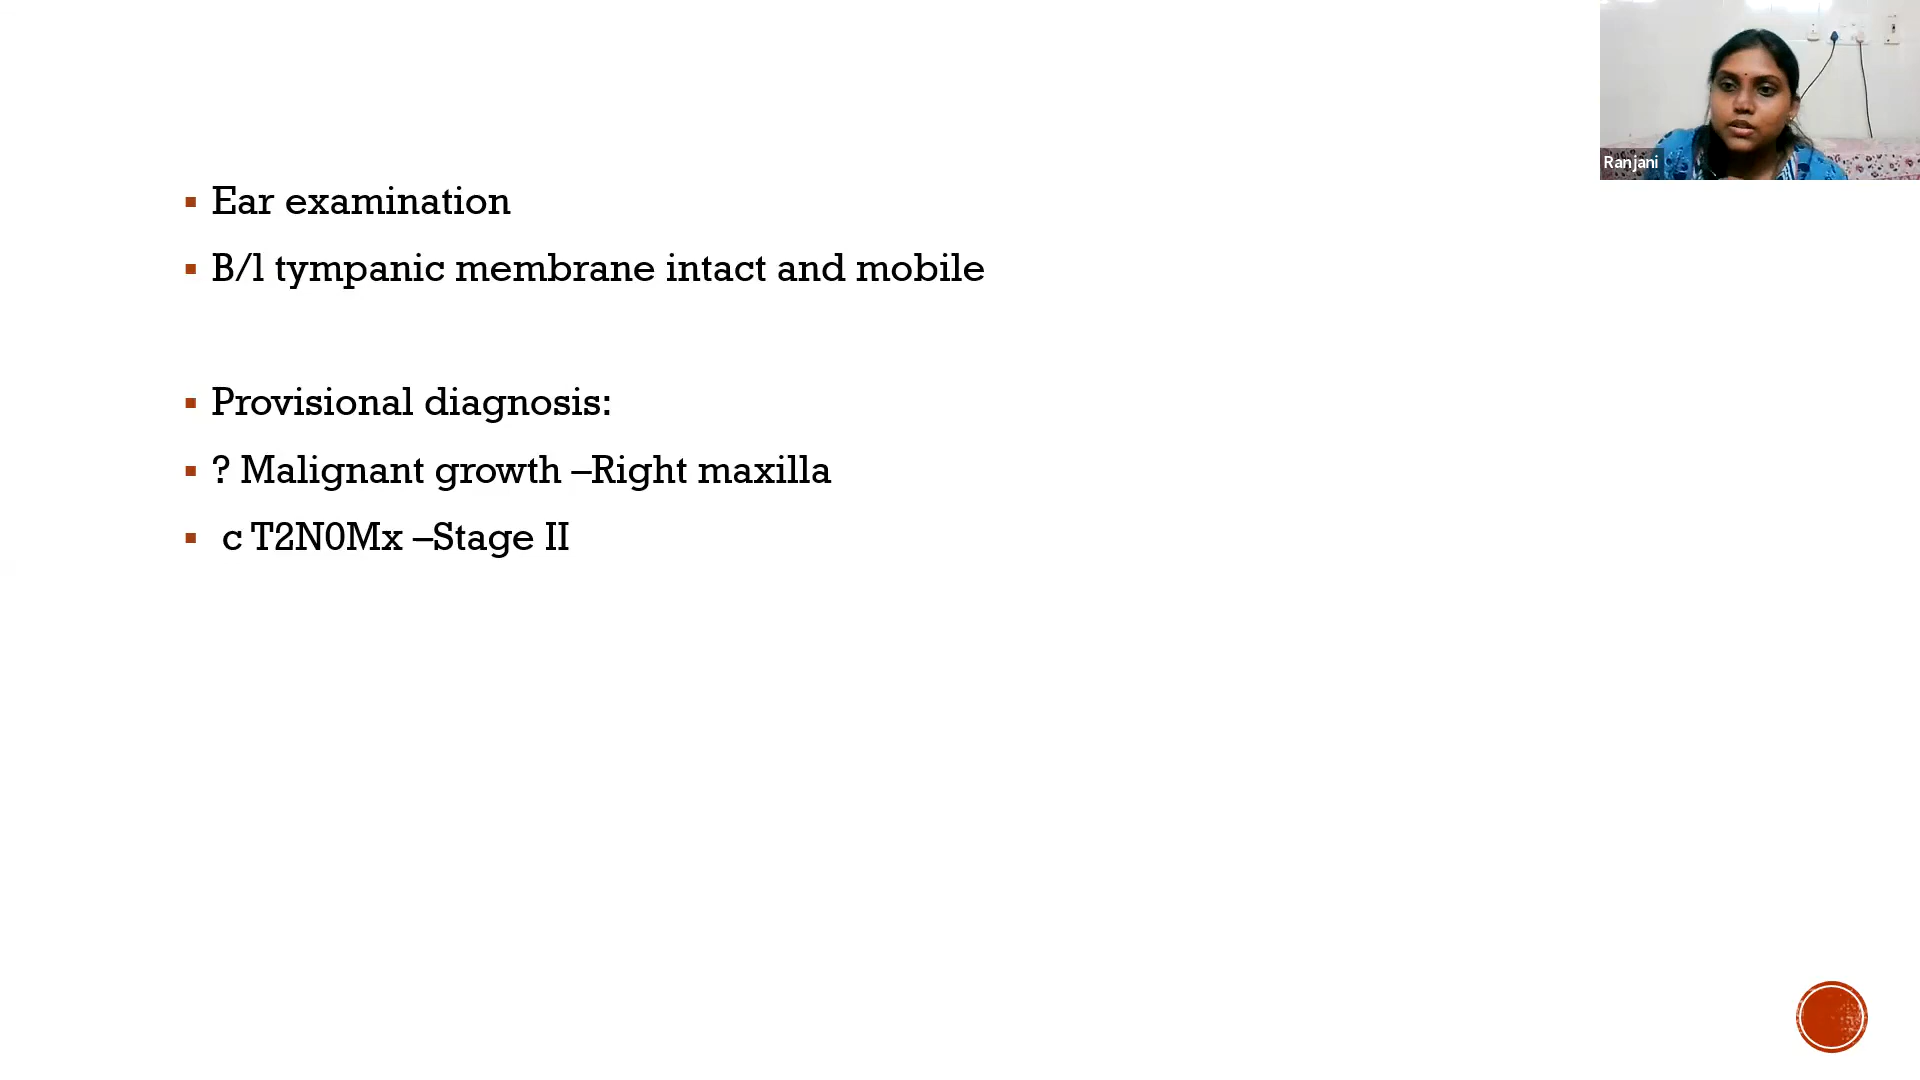 Ranjani
Ear examination
B/l tympanic membrane intact and mobile
Provisional diagnosis:
? Malignant growth –Right maxilla
c T2N0Mx –Stage II